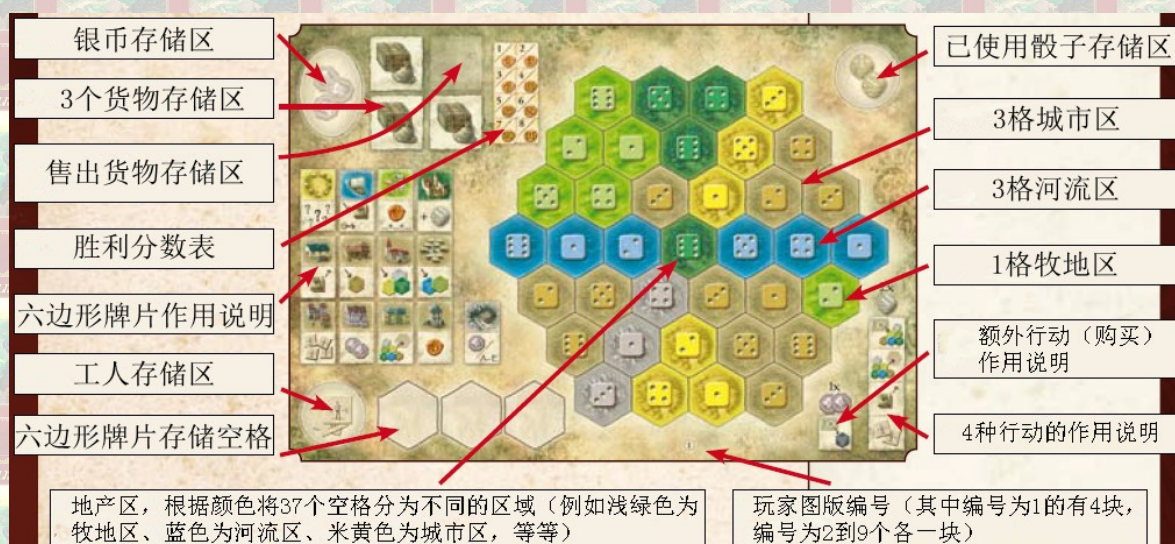 银币存储区
3个货物存储区
售出货物存储区
胜利分数表
六边形牌片作用说明
工人存储区
六边形牌片存储空格
已使用骰子存储区
3格城市区
3格河流区
1格牧地区
额外行动（购买）
作用说明
4种行动的作用说明
地产区，根据颜色将37个空格分为不同的区域（例如浅绿色为
牧地区、蓝色为河流区、米黄色为城市区，等等）
玩家图版编号（其中编号为1的有4块，
编号为2到9个各一块）